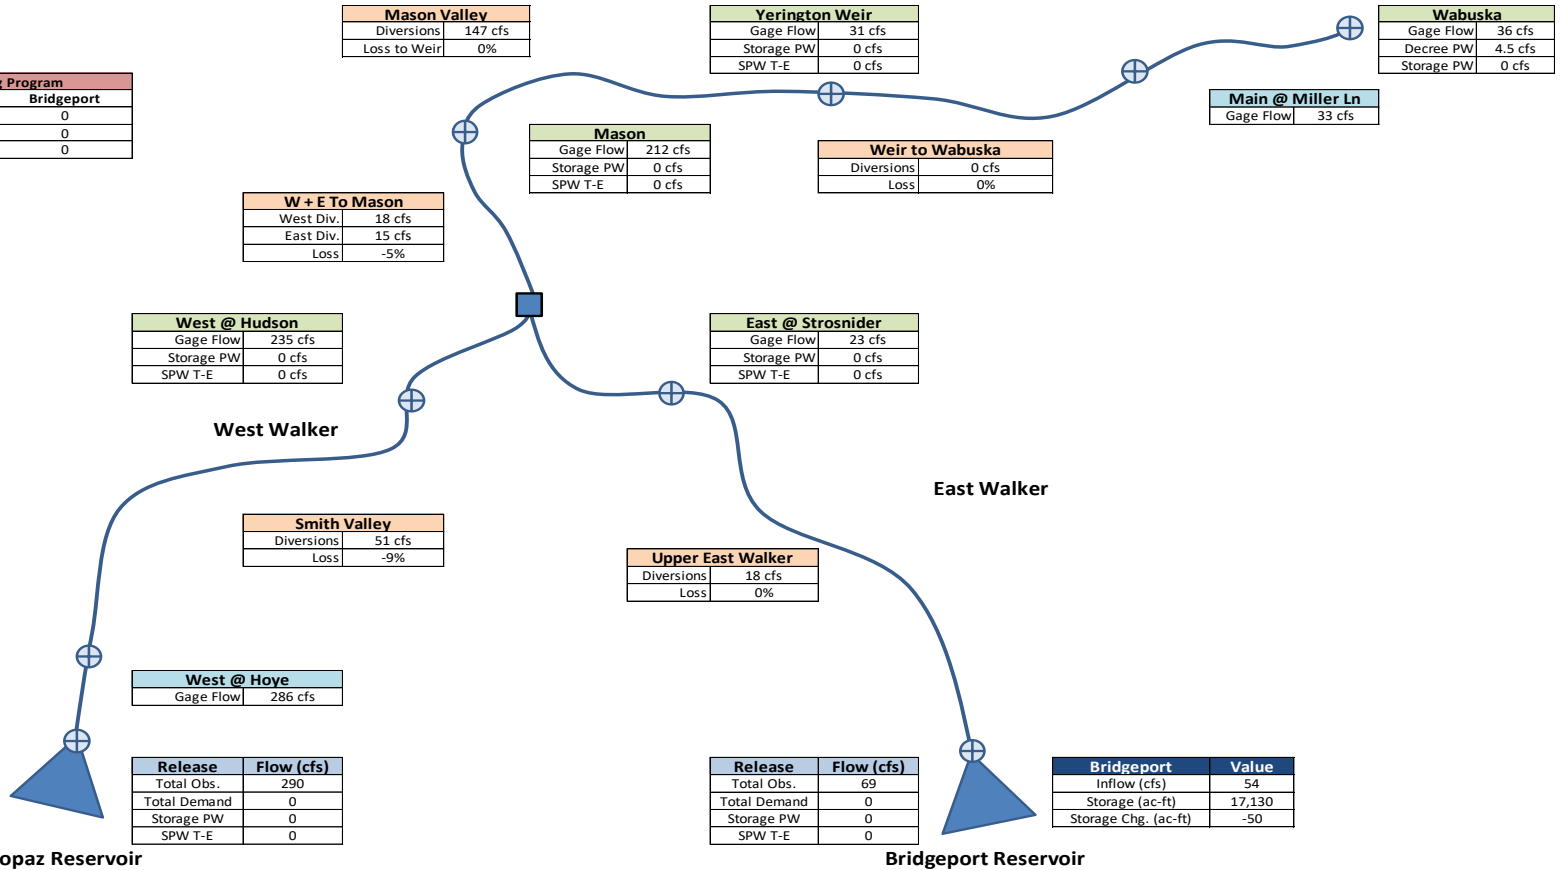 Mason Valley
Diversions 147 cfs
Loss to Weir 0%
Yerington Weir
Gage Flow 31 cfs
Storage PW 0 cfs
SPW T-E 0 cfs
Wabuska
Gage Flow 36 cfs
Decree PW 4.5 cfs
Storage PW 0 cfs
g Program
Bridgeport
0
0
0
Main @ Miller Ln
Gage Flow 33 cfs
Mason
Gage Flow 212 cfs
Storage PW 0 cfs
SPW T-E 0 cfs
Weir to Wabuska
Diversions 0 cfs
Loss 0%
W + E To Mason
West Div. 18 cfs
East Div. 15 cfs
Loss -5%
West @ Hudson
Gage Flow 235 cfs
Storage PW 0 cfs
SPW T-E 0 cfs
East @ Strosnider
Gage Flow 23 cfs
Storage PW 0 cfs
SPW T-E 0 cfs
West Walker
East Walker
Smith Valley
Diversions 51 cfs
Loss -9%
Upper East Walker
Diversions 18 cfs
Loss 0%
West @ Hoye
Gage Flow 286 cfs
Release Flow (cfs)
Total Obs. 290
Total Demand 0
Storage PW 0
SPW T-E 0
Release Flow (cfs)
Total Obs. 69
Total Demand 0
Storage PW 0
SPW T-E 0
Bridgeport Value
Inflow (cfs) 54
Storage (ac-ft) 17,130
Storage Chg. (ac-ft) -50
opaz Reservoir
Bridgeport Reservoir